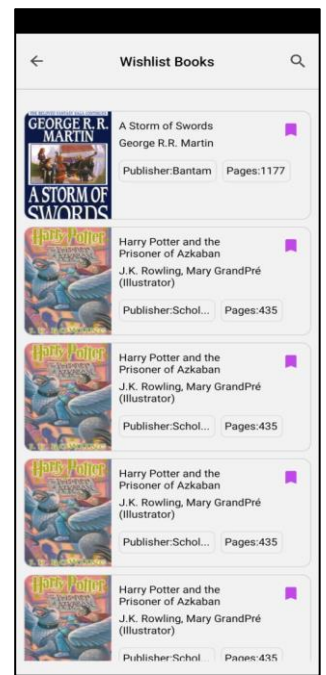 Wishlist Books
GEORGE R. R.
MARTIN
A STORM OF
SWORDS
A Storm of Swords
George R.R. Martin
Publisher:Bantam Pages:1177
Harry Potter
Harry Potter and the
Prisoner of Azkaban
J.K. Rowling, Mary GrandPré
(Illustrator)
Publisher:Schol... Pages:435
Harry Potter
Harry Potter and the
Prisoner of Azkaban
J.K. Rowling, Mary GrandPré
(Illustrator)
Publisher:Schol... Pages:435
Harry Potter
Harry Potter and the
Prisoner of Azkaban
J.K. Rowling, Mary GrandPré
(Illustrator)
Publisher:Schol... Pages:435
Harry Potter
Harry Potter and the
Prisoner of Azkaban
J.K. Rowling, Mary GrandPré
(Illustrator)
Publisher:Schol... Pages:435